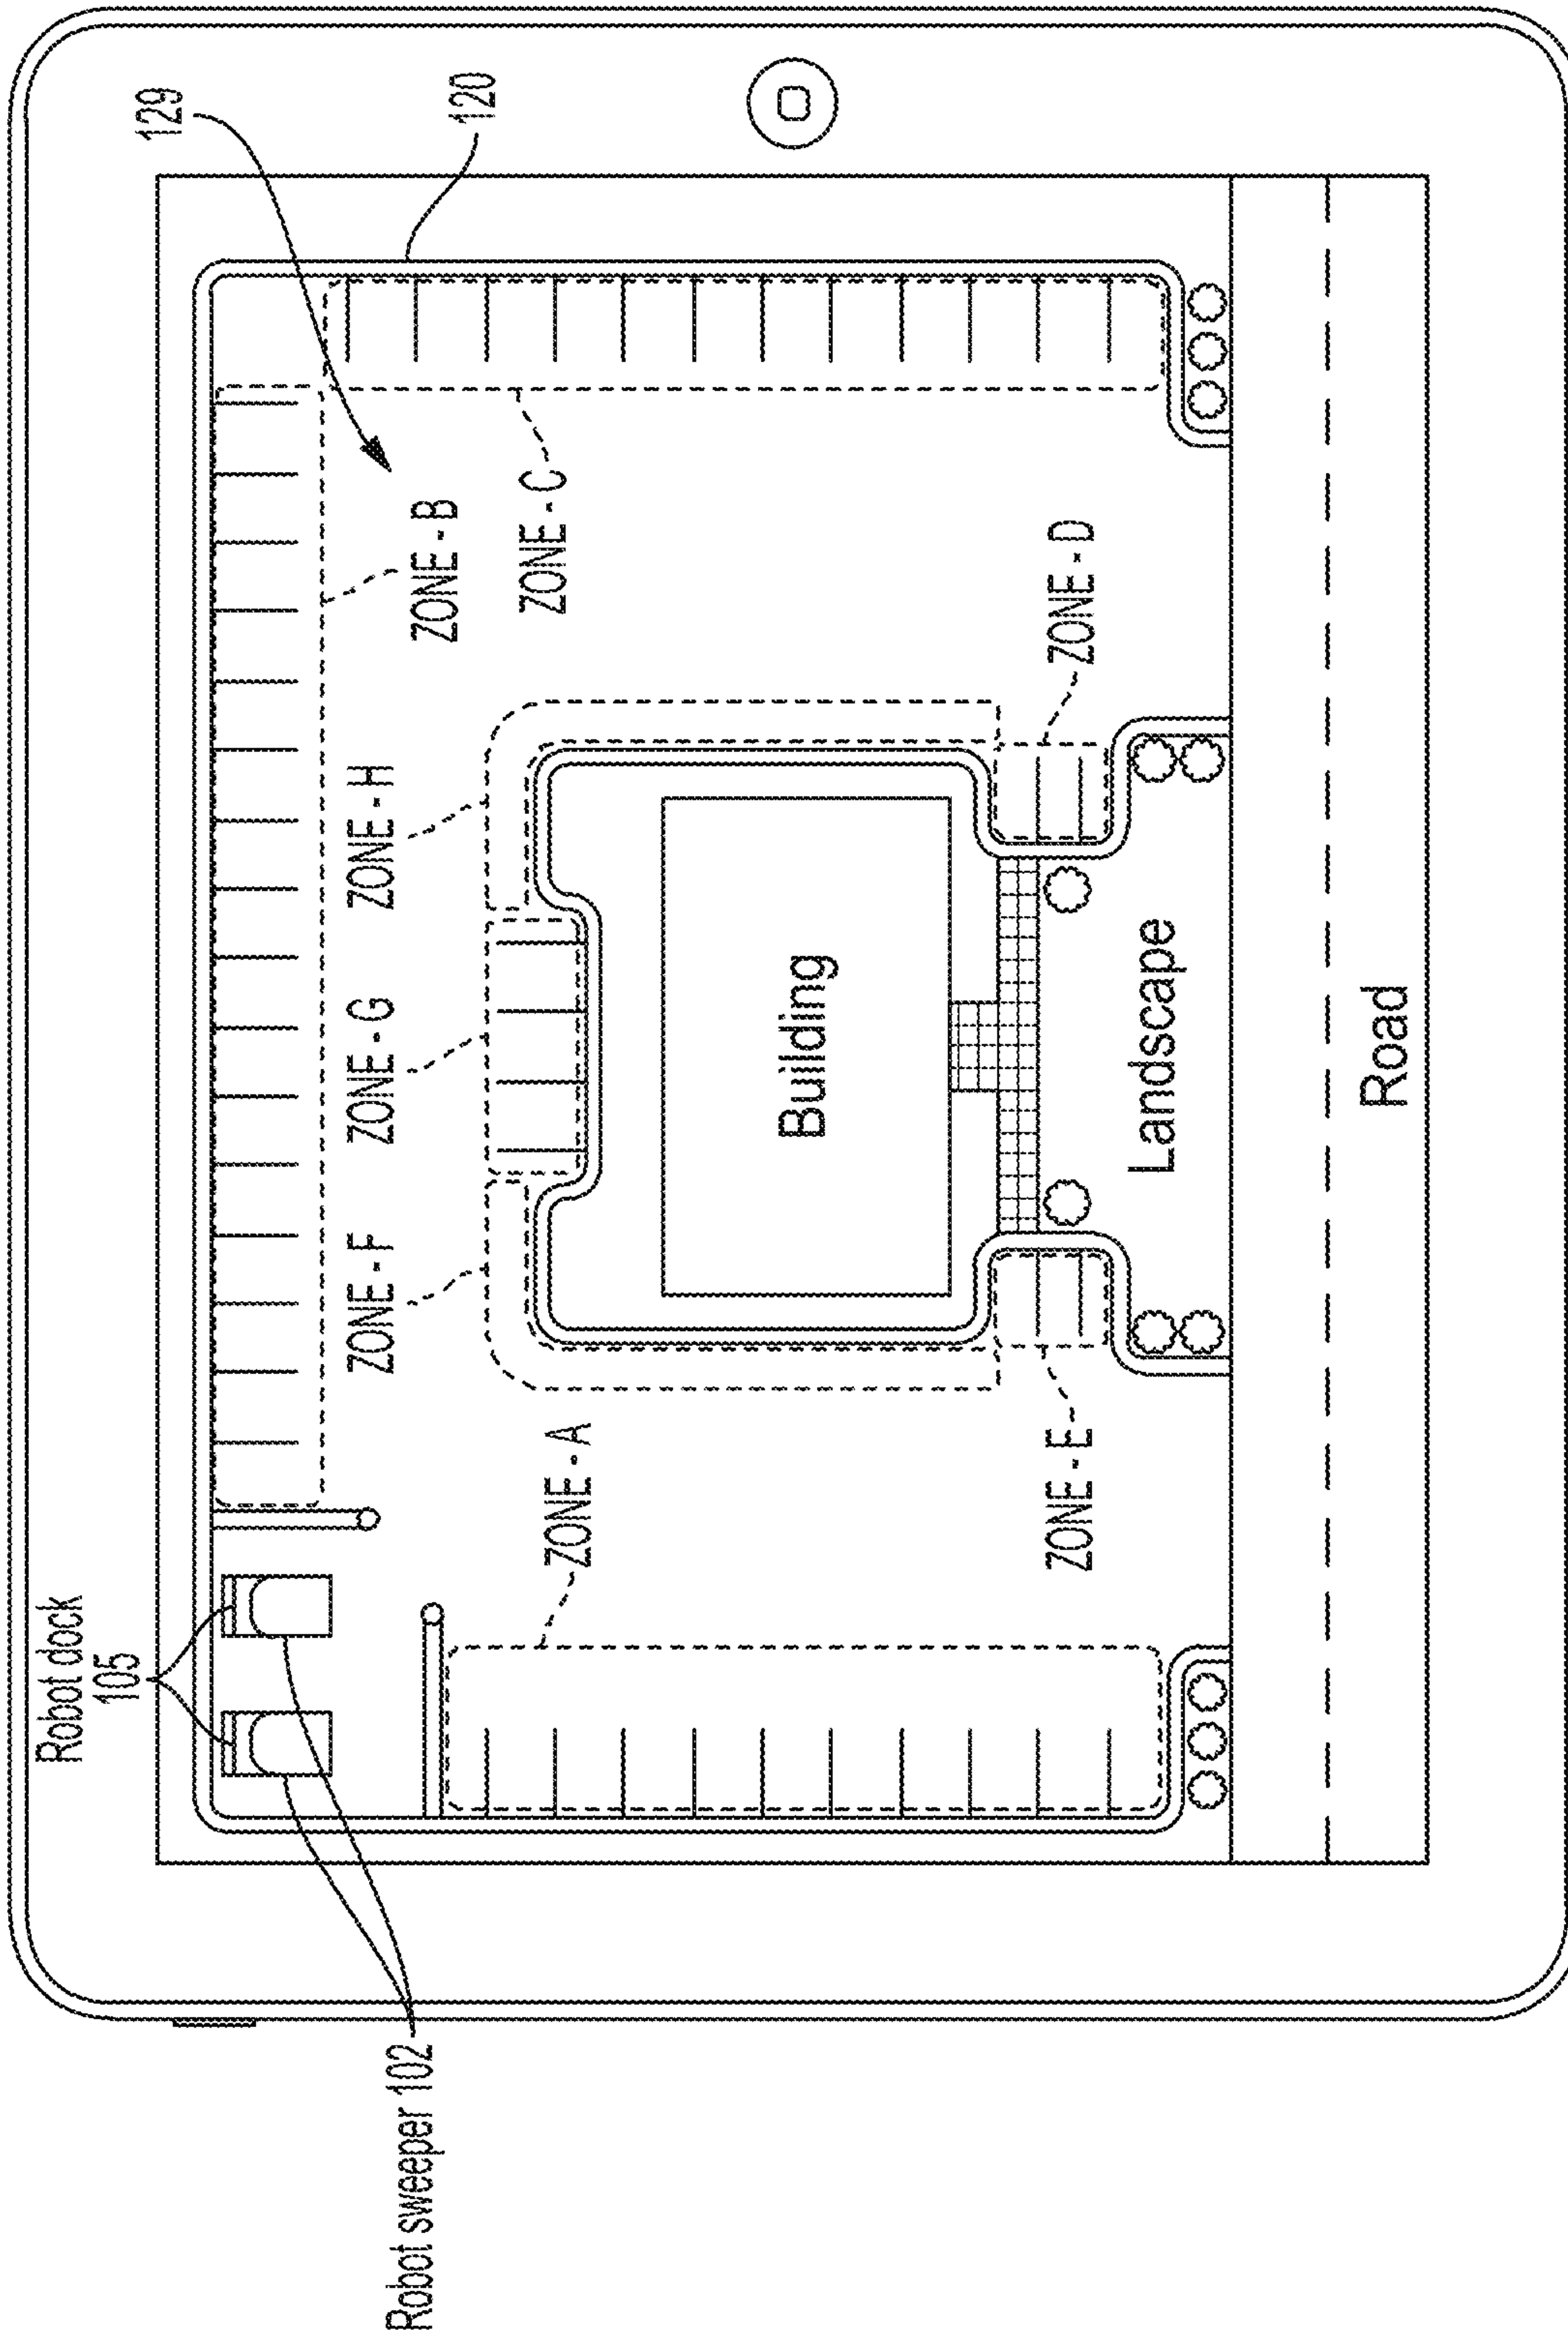 Robot dock
105
129
120
Robot sweeper 102
ZONE - F
ZONE - G
ZONE - H
ZONE - B
ZONE - A
ZONE - C
Building
ZONE - E
ZONE - D
Landscape
Road